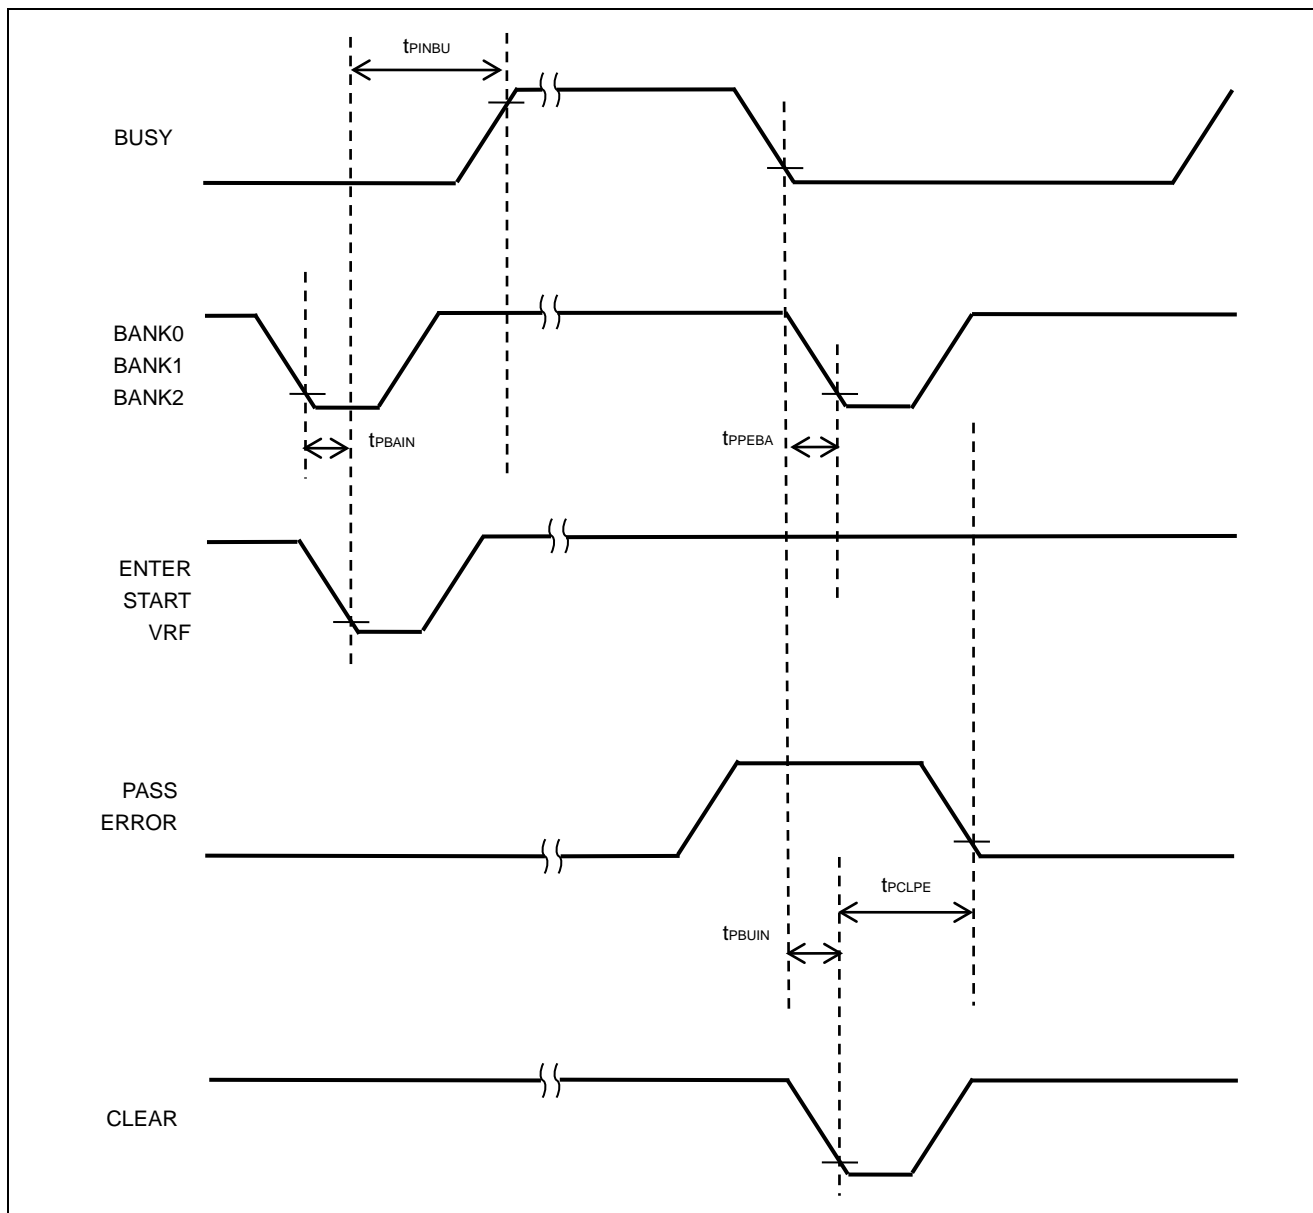 tPINBU
BUSY
BANK0
BANK1
BANK2
tPBAIN
tPPEBA
ENTER
START
VRF
PASS
ERROR
tPCLPE
tPBUIN
CLEAR